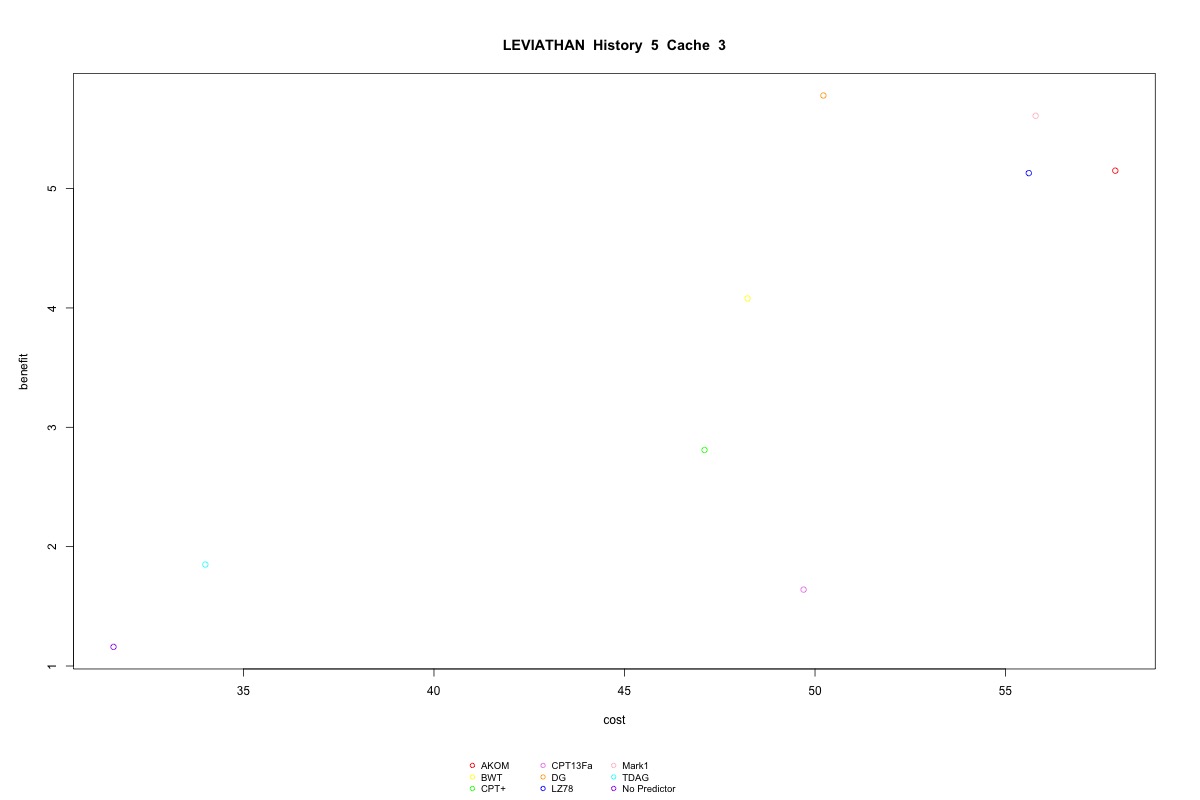 LEVIATHAN History 5 Cache 3
5
4
3
2
1
benefit
35 40 45 50 55
cost
AKOM CPT13Fa Mark1
BWT DG TDAG
CPT+ LZ78 No Predictor